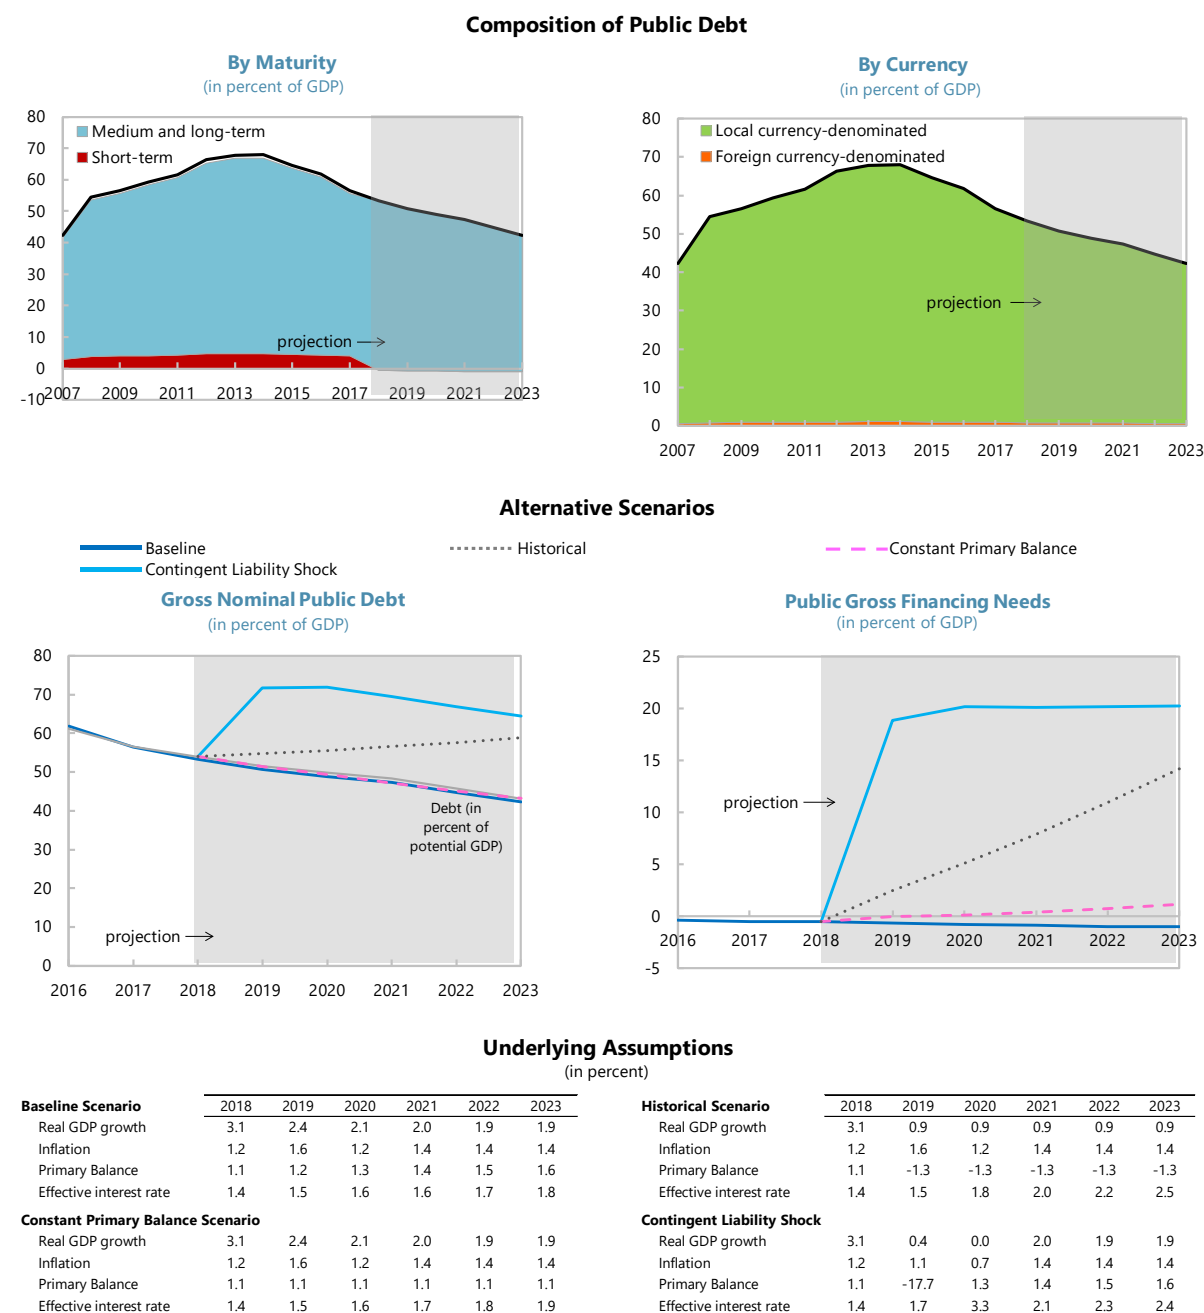 Composition of Public Debt
By Maturity
(in percent of GDP)
80
70
60
50
40
30
20
10
0
-10
Medium and long-term
Short-term
projection
2007 2009 2011 2013 2015 2017 2019 2021 2023
By Currency
(in percent of GDP)
80
70
60
50
40
30
20
10
0
Local currency-denominated
Foreign currency-denominated
projection
2007 2009 2011 2013 2015 2017 2019 2021 2023
Alternative Scenarios
Baseline Historical Constant Primary Balance
Contingent Liability Shock
Gross Nominal Public Debt
(in percent of GDP)
80
70
60
50
40
30
20
10
0
Debt (in
percent of
potential GDP)
projection
2016 2017 2018 2019 2020 2021 2022 2023
Public Gross Financing Needs
(in percent of GDP)
25
20
15
10
5
0
-5
projection
2016 2017 2018 2019 2020 2021 2022 2023
Underlying Assumptions
(in percent)
Baseline Scenario 2018 2019 2020 2021 2022 2023
Real GDP growth 3.1 2.4 2.1 2.0 1.9 1.9
Inflation 1.2 1.6 1.2 1.4 1.4 1.4
Primary Balance 1.1 1.2 1.3 1.4 1.5 1.6
Effective interest rate 1.4 1.5 1.6 1.6 1.7 1.8
Constant Primary Balance Scenario
Real GDP growth 3.1 2.4 2.1 2.0 1.9 1.9
Inflation 1.2 1.6 1.2 1.4 1.4 1.4
Primary Balance 1.1 1.1 1.1 1.1 1.1 1.1
Effective interest rate 1.4 1.5 1.6 1.7 1.8 1.9
Historical Scenario 2018 2019 2020 2021 2022 2023
Real GDP growth 3.1 0.9 0.9 0.9 0.9 0.9
Inflation 1.2 1.6 1.2 1.4 1.4 1.4
Primary Balance 1.1 -1.3 -1.3 -1.3 -1.3 -1.3
Effective interest rate 1.4 1.5 1.8 2.0 2.2 2.5
Contingent Liability Shock
Real GDP growth 3.1 0.4 0.0 2.0 1.9 1.9
Inflation 1.2 1.1 0.7 1.4 1.4 1.4
Primary Balance 1.1 -17.7 1.3 1.4 1.5 1.6
Effective interest rate 1.4 1.7 3.3 2.1 2.3 2.4